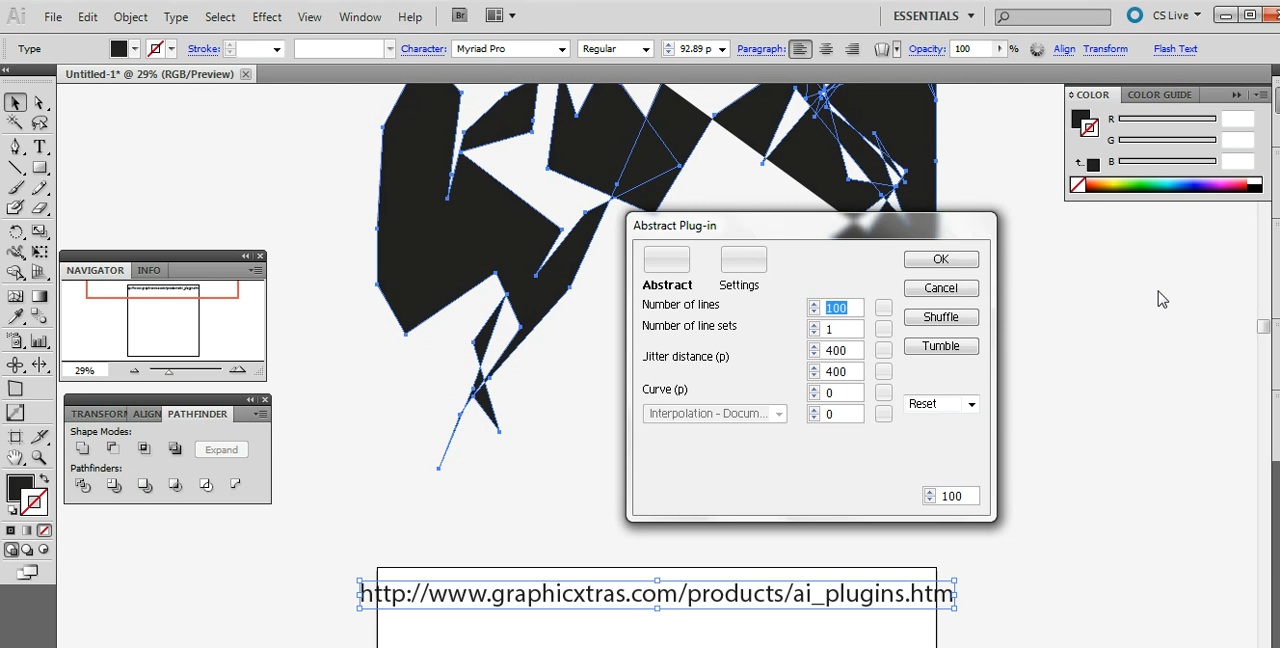 Ai File Edit Object Type Select Effect View Window Help Br ESSENTIALS CS Live
Type Stroke: Character: Myriad Pro Regular 92.89 p Paragraph: Opacity: 100 % Align Transform Flash Text
Untitled-1* @ 29% (RGB/Preview)
COLOR COLOR GUIDE
R
G
B
Abstract Plug-in
Abstract Settings
Number of lines 100
Number of line sets 1
Jitter distance (p) 400
400
Curve (p) 0
Interpolation - Docum... 0
OK
Cancel
Shuffle
Tumble
Reset
100
NAVIGATOR INFO
29%
TRANSFORM ALIGN PATHFINDER
Shape Modes:
Expand
Pathfinders:
http://www.graphicxtras.com/products/ai_plugins.htm